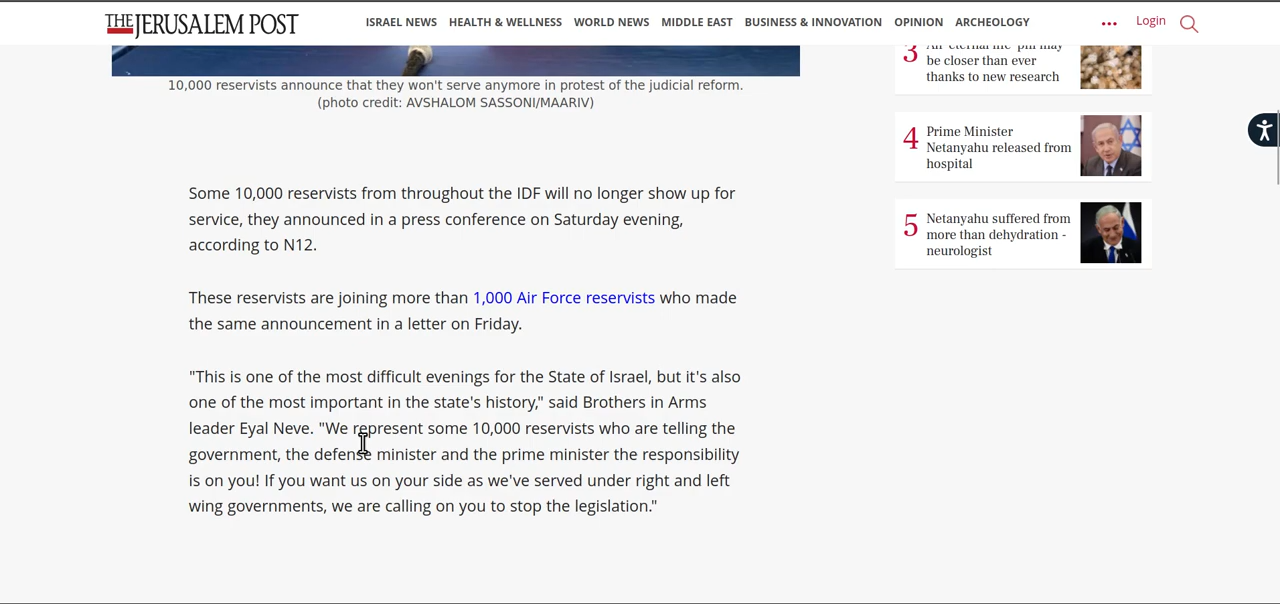 THE JERUSALEM POST
ISRAEL NEWS HEALTH & WELLNESS WORLD NEWS MIDDLE EAST BUSINESS & INNOVATION OPINION ARCHEOLOGY ... Login
10,000 reservists announce that they won't serve anymore in protest of the judicial reform.
(photo credit: AVSHALOM SASSONI/MAARIV)
Some 10,000 reservists from throughout the IDF will no longer show up for
service, they announced in a press conference on Saturday evening,
according to N12.
These reservists are joining more than 1,000 Air Force reservists who made
the same announcement in a letter on Friday.
"This is one of the most difficult evenings for the State of Israel, but it's also
one of the most important in the state's history," said Brothers in Arms
leader Eyal Neve. "We represent some 10,000 reservists who are telling the
government, the defense minister and the prime minister the responsibility
is on you! If you want us on your side as we've served under right and left
wing governments, we are calling on you to stop the legislation."
3
An 'eternal life' pill may
be closer than ever
thanks to new research
4
Prime Minister
Netanyahu released from
hospital
5
Netanyahu suffered from
more than dehydration -
neurologist